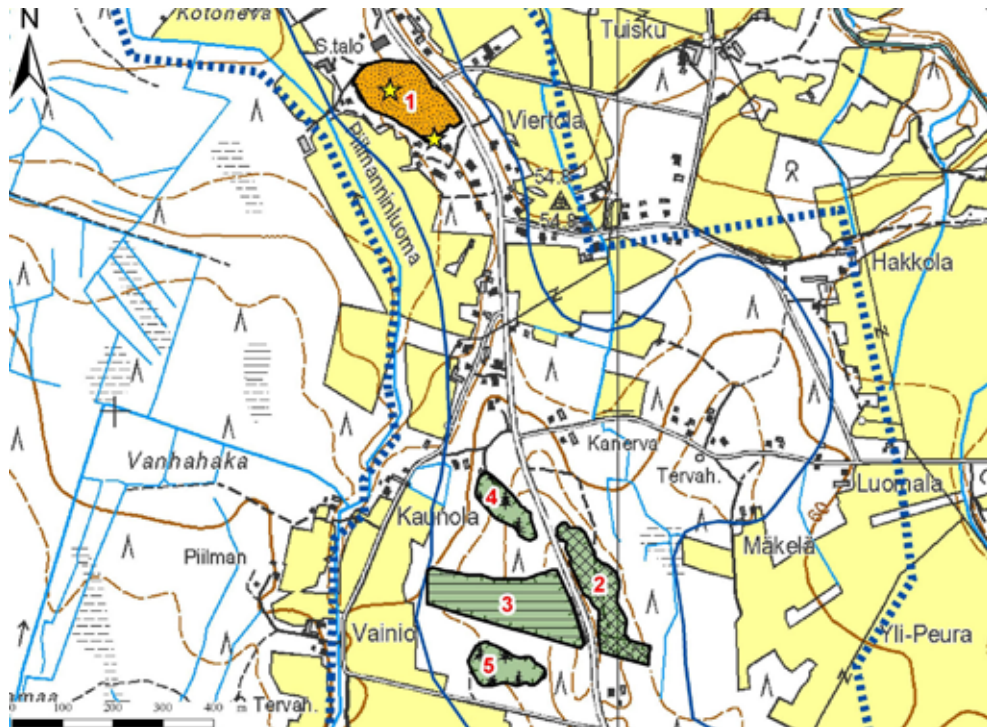 N
Kotoneva
Tuisku
S.talo
1
Viertola
Piilmanninluoma
54.8
54.8
Hakkola
Vanhahaka
Kanerva
Tervah.
Luomala
4
Kaunola
60
Mäkelä
Piilman
2
3
Vainio
Yli-Peura
5
Tervah.
0 100 200 300 400 m